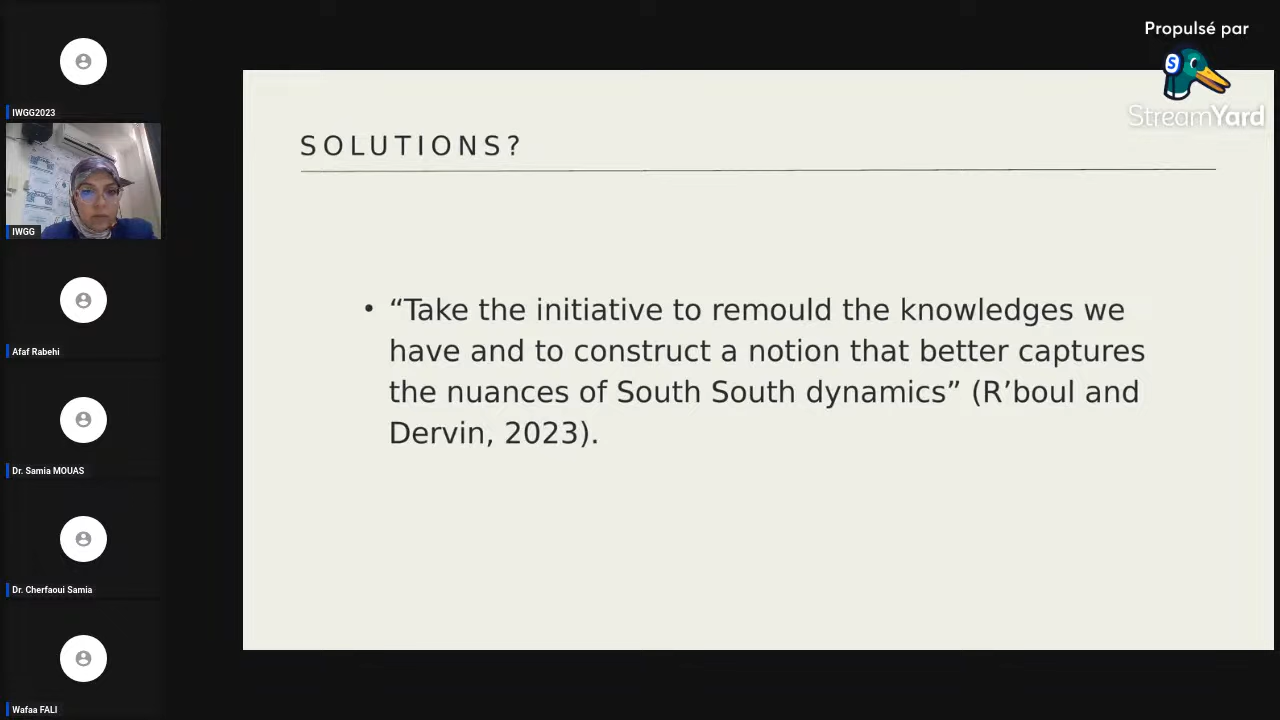 Propulsé par
StreamYard
IWGG2023
IWGG
Afaf Rabehi
Dr. Samia MOUAS
Dr. Cherfaoui Samia
Wafaa FALI
SOLUTIONS?
• “Take the initiative to remould the knowledges we
have and to construct a notion that better captures
the nuances of South South dynamics” (R’boul and
Dervin, 2023).